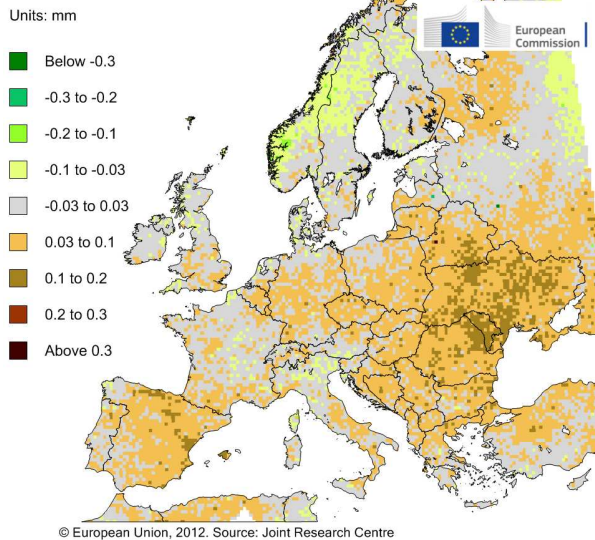 Units: mm
European
Commission
Below -0.3
-0.3 to -0.2
-0.2 to -0.1
-0.1 to -0.03
-0.03 to 0.03
0.03 to 0.1
0.1 to 0.2
0.2 to 0.3
Above 0.3
© European Union, 2012. Source: Joint Research Centre